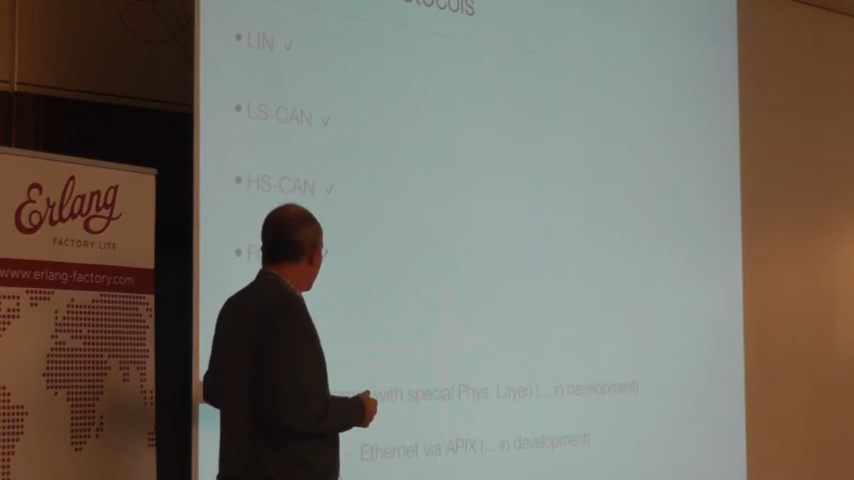 • LIN ✓
• LS-CAN ✓
• HS-CAN ✓
with special Phys. Layer! (... in development)
- Ethernet via APIX (... in development)
Erlang
FACTORY LITE
www.erlang-factory.com